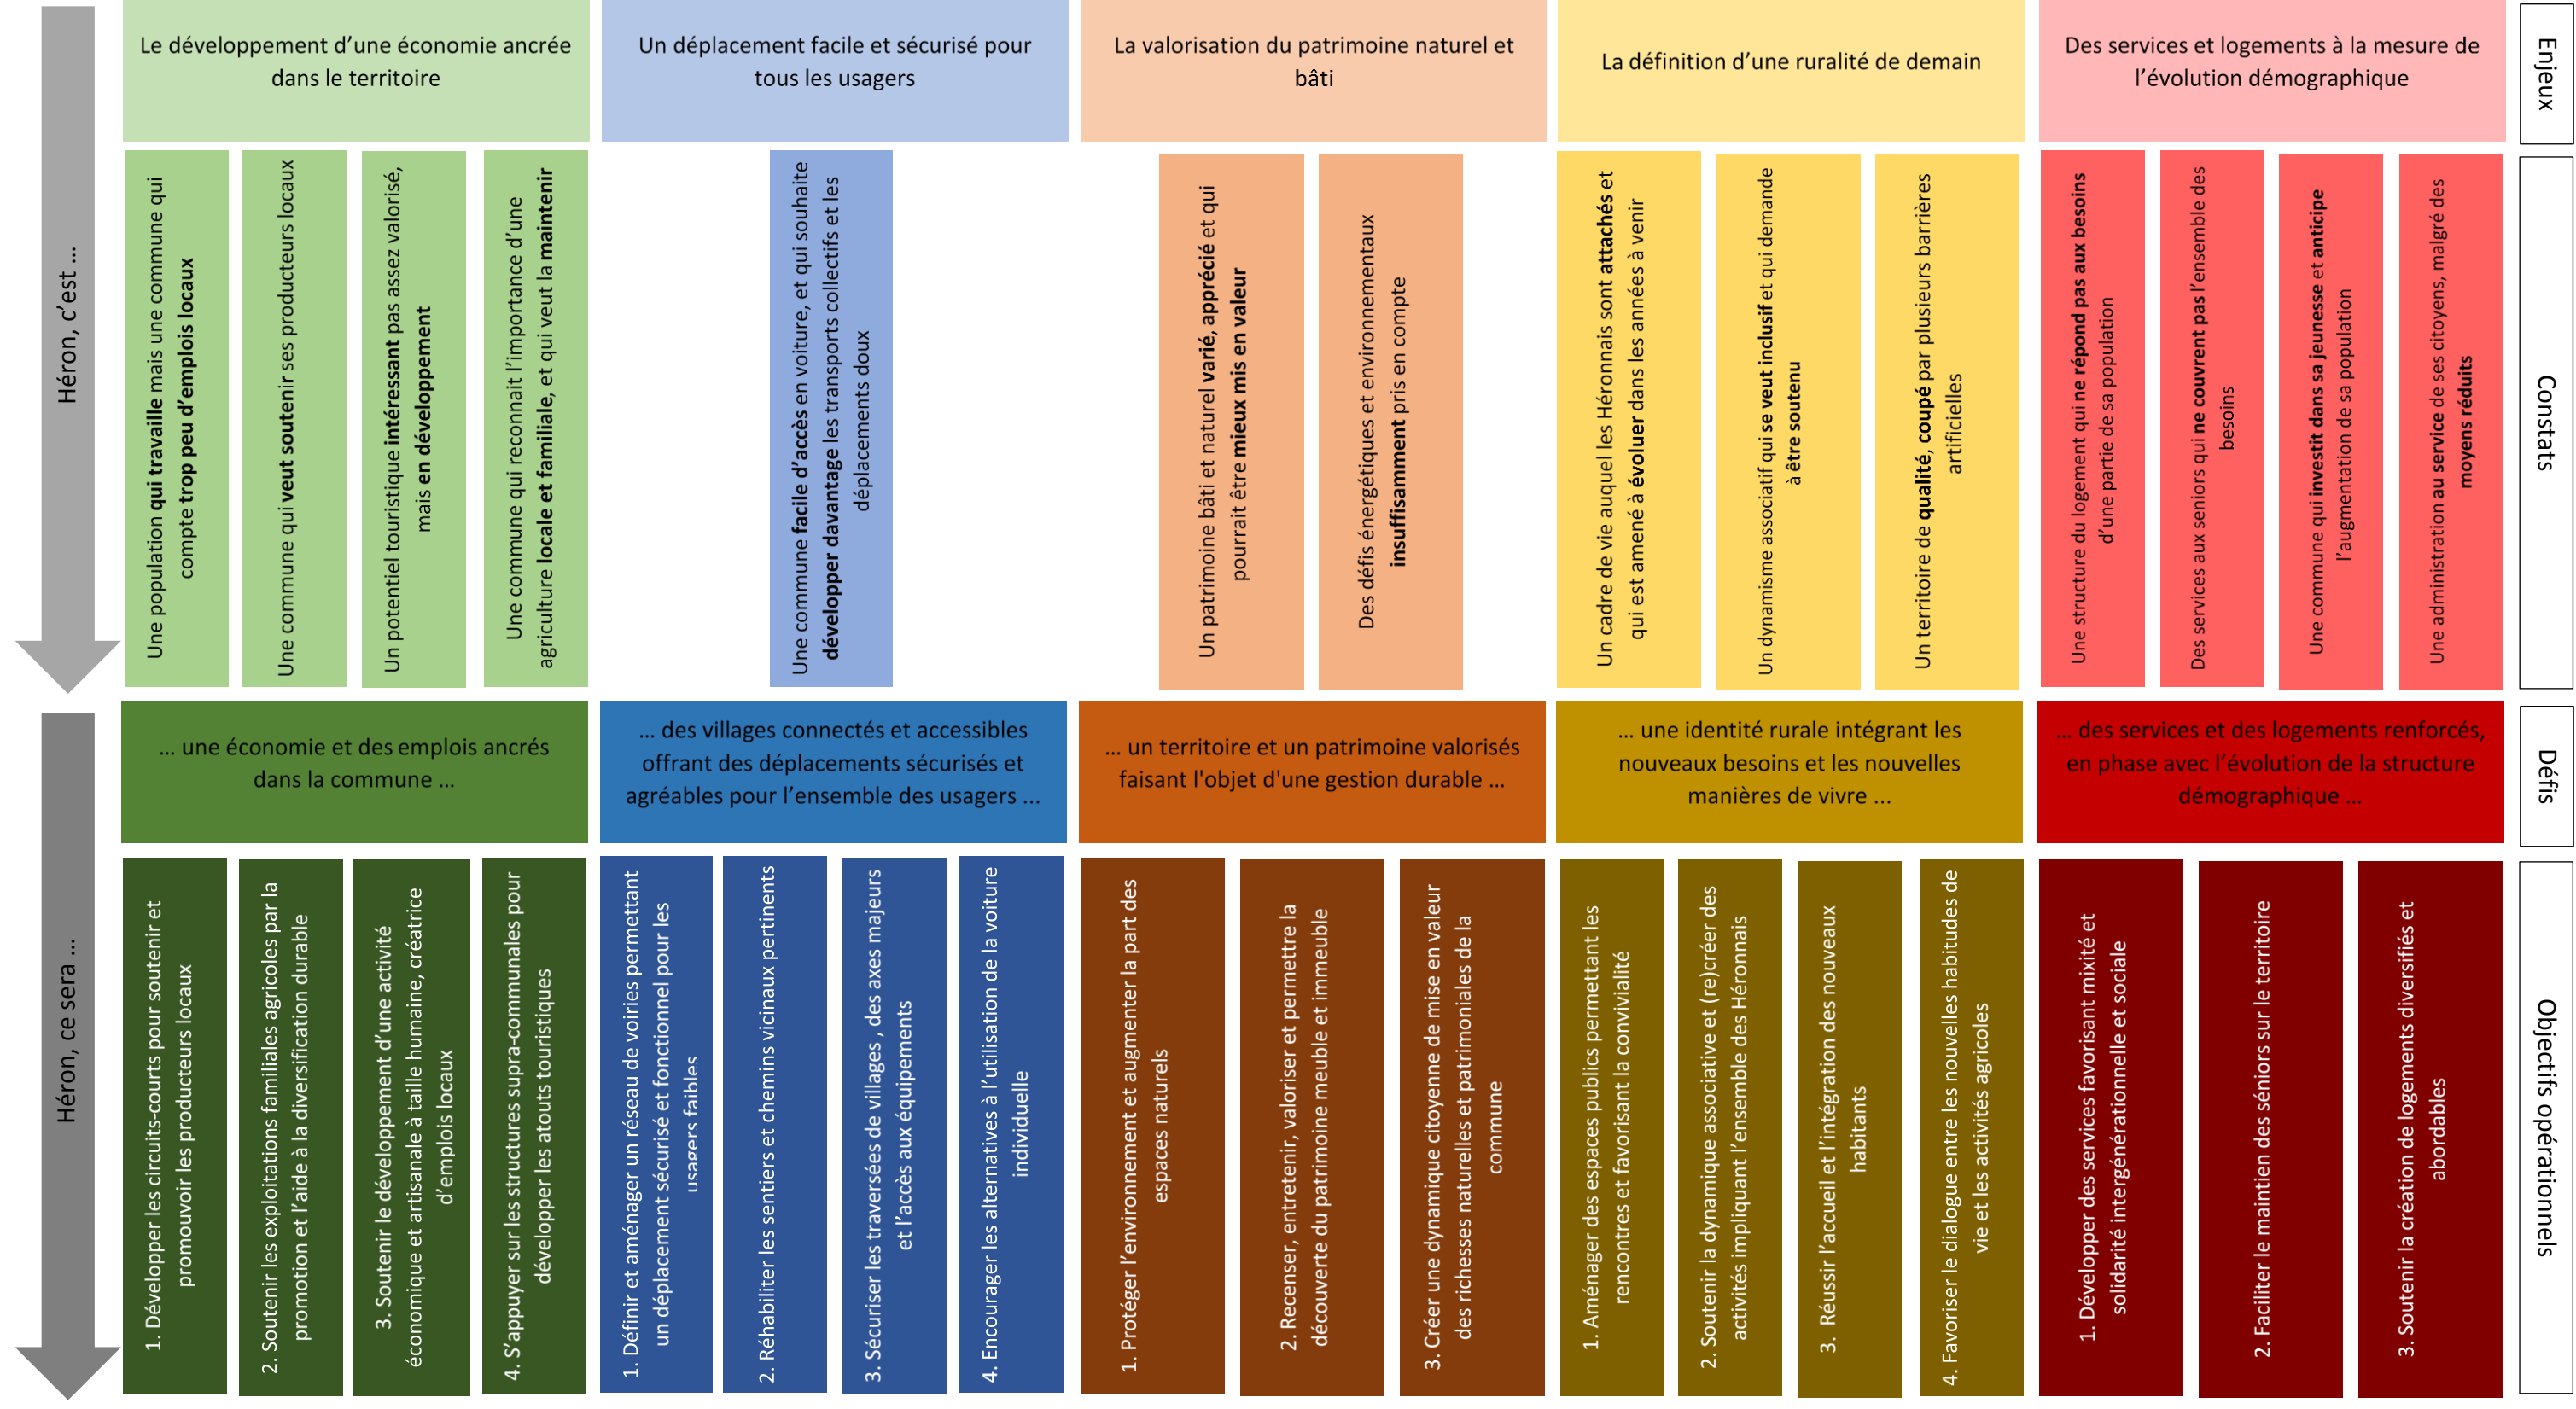 Héron, c’est …
Le développement d’une économie ancrée
dans le territoire
Un déplacement facile et sécurisé pour
tous les usagers
La valorisation du patrimoine naturel et
bâti
La définition d’une ruralité de demain
Des services et logements à la mesure de
l’évolution démographique
Enjeux
Une population qui travaille mais une commune qui
compte trop peu d’emplois locaux
Une commune qui veut soutenir ses producteurs locaux
Un potentiel touristique intéressant pas assez valorisé,
mais en développement
Une commune qui reconnait l’importance d’une
agriculture locale et familiale, et qui veut la maintenir
Une commune facile d’accès en voiture, et qui souhaite
développer davantage les transports collectifs et les
déplacements doux
Un patrimoine bâti et naturel varié, apprécié et qui
pourrait être mieux mis en valeur
Des défis énergétiques et environnementaux
insuffisamment pris en compte
Un cadre de vie auquel les Héronnais sont attachés et
qui est amené à évoluer dans les années à venir
Un dynamisme associatif qui se veut inclusif et qui demande
à être soutenu
Un territoire de qualité, coupé par plusieurs barrières
artificielles
Une structure du logement qui ne répond pas aux besoins
d’une partie de sa population
Des services aux seniors qui ne couvrent pas l’ensemble des
besoins
Une commune qui investit dans sa jeunesse et anticipe
l’augmentation de sa population
Une administration au service de ses citoyens, malgré des
moyens réduits
Constats
Héron, ce sera …
… une économie et des emplois ancrés
dans la commune …
… des villages connectés et accessibles
offrant des déplacements sécurisés et
agréables pour l’ensemble des usagers …
… un territoire et un patrimoine valorisés
faisant l'objet d'une gestion durable …
… une identité rurale intégrant les
nouveaux besoins et les nouvelles
manières de vivre …
… des services et des logements renforcés,
en phase avec l’évolution de la structure
démographique …
Défis
1. Développer les circuits-courts pour soutenir et
promouvoir les producteurs locaux
2. Soutenir les exploitations familiales agricoles par la
promotion et l’aide à la diversification durable
3. Soutenir le développement d’une activité
économique et artisanale à taille humaine, créatrice
d’emplois locaux
4. S’appuyer sur les structures supra-communales pour
développer les atouts touristiques
1. Définir et aménager un réseau de voiries permettant
un déplacement sécurisé et fonctionnel pour les
usagers faibles
2. Réhabiliter les sentiers et chemins vicinaux pertinents
3. Sécuriser les traversées de villages , des axes majeurs
et l’accès aux équipements
4. Encourager les alternatives à l’utilisation de la voiture
individuelle
1. Protéger l’environnement et augmenter la part des
espaces naturels
2. Recenser, entretenir, valoriser et permettre la
découverte du patrimoine meuble et immeuble
3. Créer une dynamique citoyenne de mise en valeur
des richesses naturelles et patrimoniales de la
commune
1. Aménager des espaces publics permettant les
rencontres et favorisant la convivialité
2. Soutenir la dynamique associative et (re)créer des
activités impliquant l’ensemble des Héronnais
3. Réussir l’accueil et l’intégration des nouveaux
habitants
4. Favoriser le dialogue entre les nouvelles habitudes de
vie et les activités agricoles
1. Développer des services favorisant mixité et
solidarité intergénérationnelle et sociale
2. Faciliter le maintien des séniors sur le territoire
3. Soutenir la création de logements diversifiés et
abordables
Objectifs opérationnels